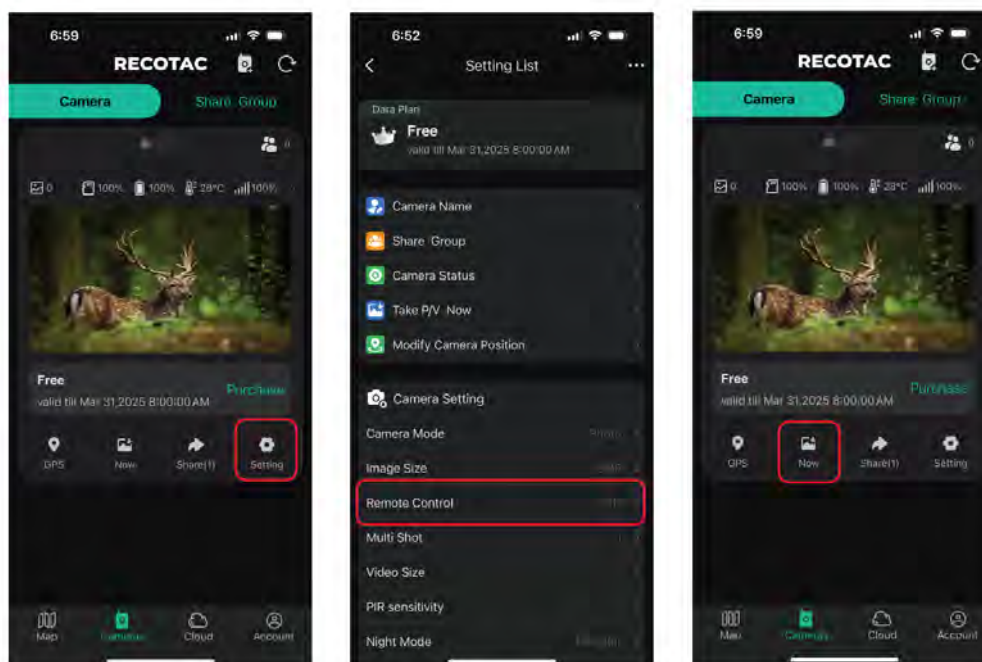 6:59
RECOTAC
Camera
Share Group
0
0
100%
100%
28°C
100%
Free
valid till Mar 31,2025 8:00:00 AM
Purchase
GPS
Now
Share(1)
Setting
Map
Cameras
Cloud
Account
6:52
Setting List
Data Plan
Free
valid till Mar 31,2025 8:00:00 AM
Camera Name
Share Group
Camera Status
Take P/V Now
Modify Camera Position
Camera Setting
Camera Mode
Photo
Image Size
Remote Control
Multi Shot
Video Size
PIR sensitivity
Night Mode
6:59
RECOTAC
Camera
Share Group
0
0
100%
100%
28°C
100%
Free
valid till Mar 31,2025 8:00:00 AM
Purchase
GPS
Now
Share(1)
Setting
Map
Cameras
Cloud
Account